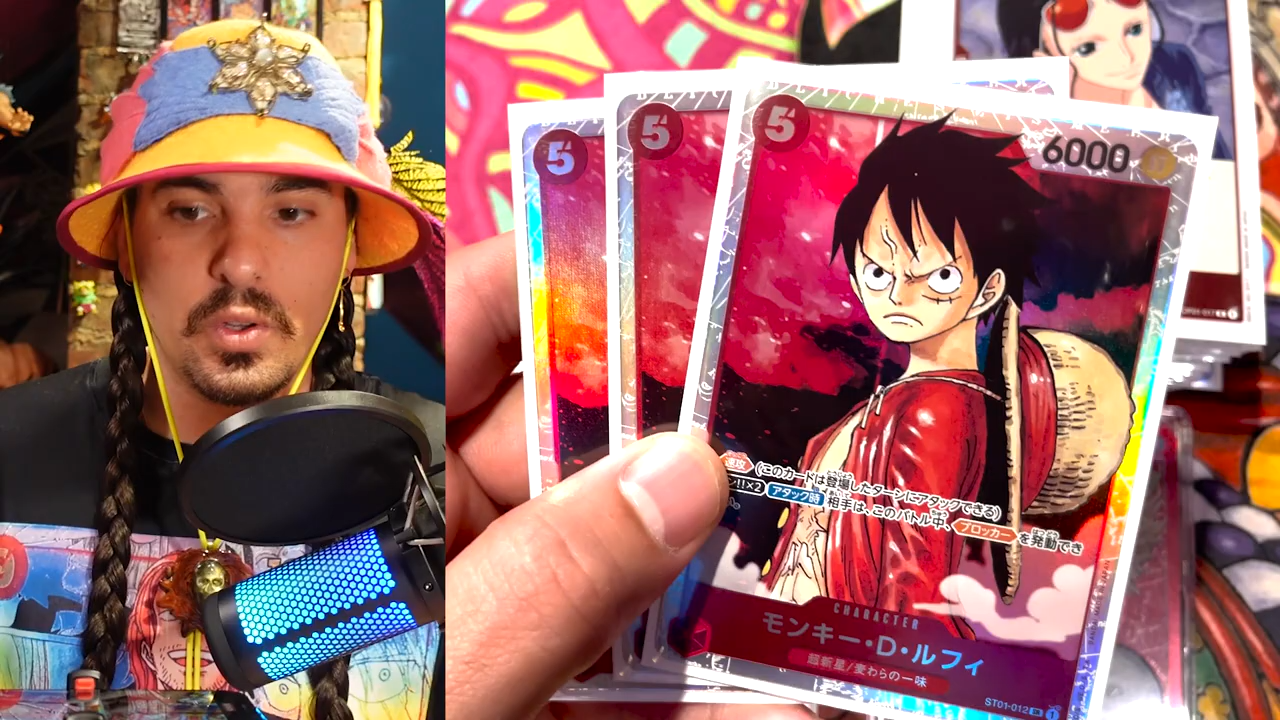 5
5
5
6000
速攻 (このカードは登場したターンにアタックできる)
ン!!×2 アタック時 相手は、このバトル中、ブロッカー を発動でき
CHARACTER
モンキー・D・ルフィ
超新星/麦わらの一味
ST01-012